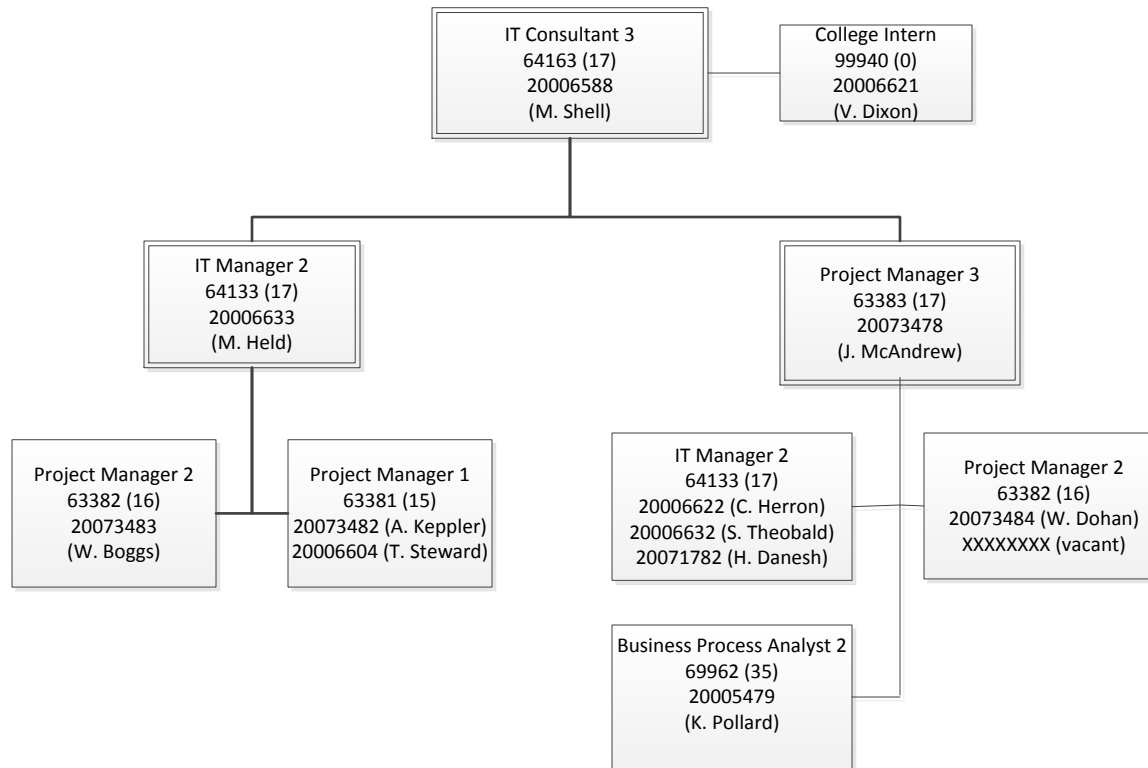 IT Consultant 3
64163 (17)
20006588
(M. Shell)
College Intern
99940 (0)
20006621
(V. Dixon)
IT Manager 2
64133 (17)
20006633
(M. Held)
Project Manager 3
63383 (17)
20073478
(J. McAndrew)
Project Manager 2
63382 (16)
20073483
(W. Boggs)
Project Manager 1
63381 (15)
20073482 (A. Keppler)
20006604 (T. Steward)
IT Manager 2
64133 (17)
20006622 (C. Herron)
20006632 (S. Theobald)
20071782 (H. Danesh)
Project Manager 2
63382 (16)
20073484 (W. Dohan)
XXXXXXXX (vacant)
Business Process Analyst 2
69962 (35)
20005479
(K. Pollard)